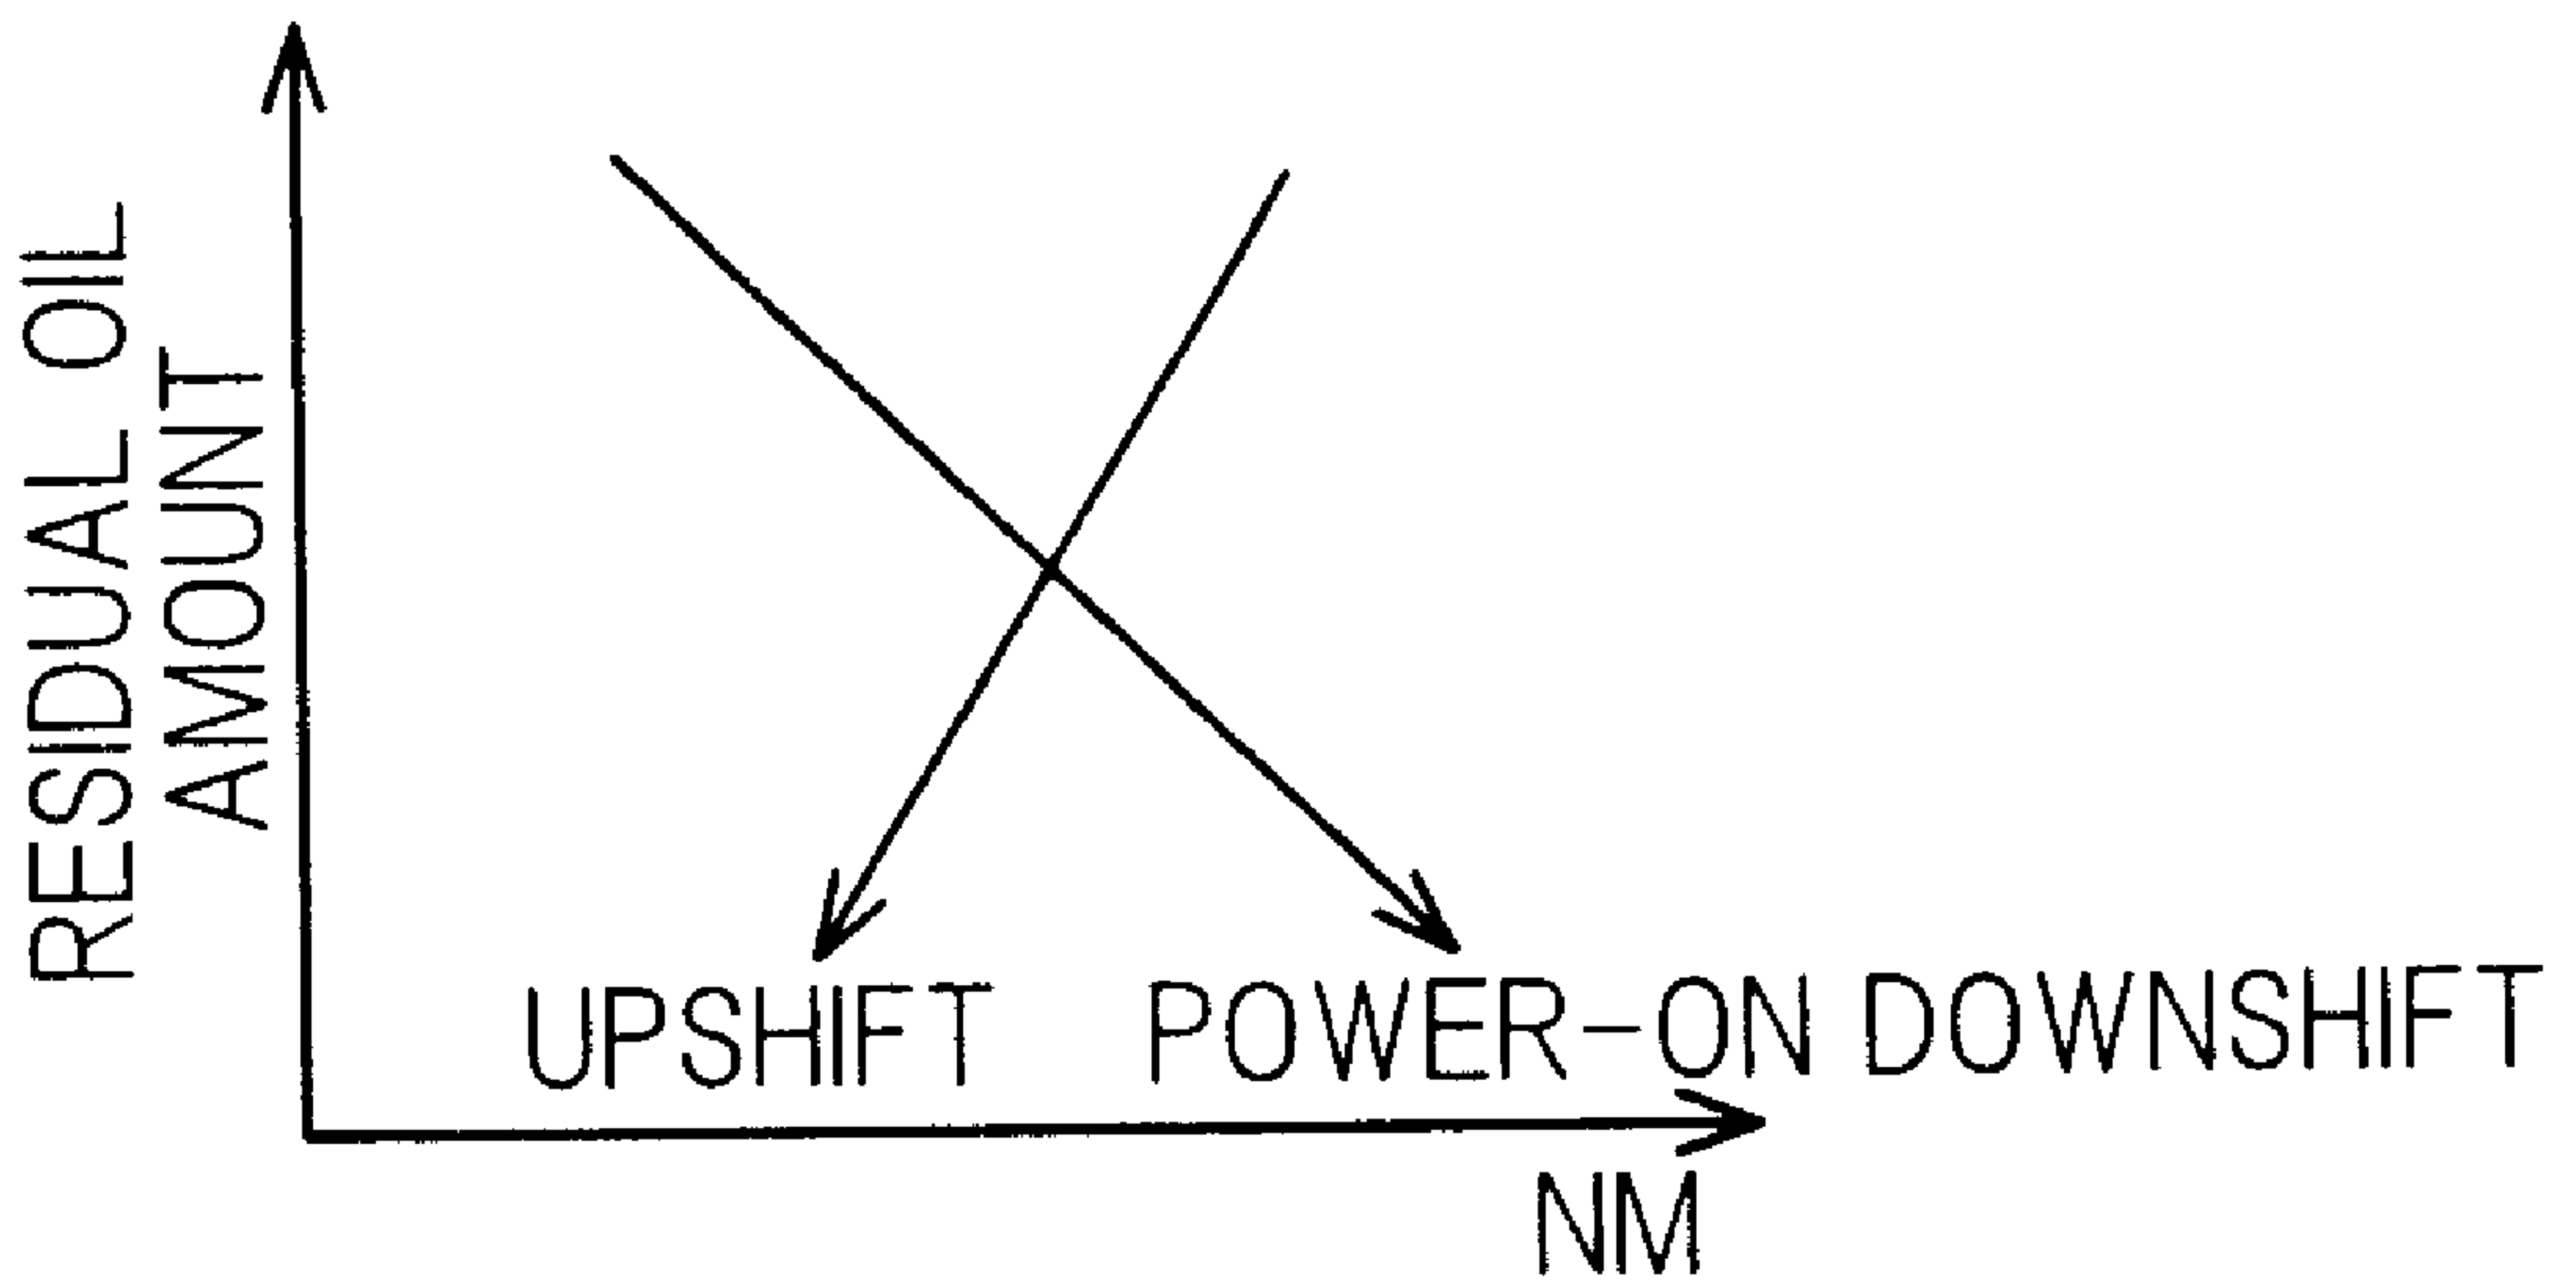 RESIDUAL OIL
AMOUNT
UPSHIFT
POWER-ON DOWNSHIFT
NM